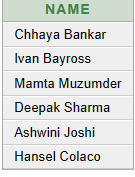 NAME
Chhaya Bankar
Ivan Bayross
Mamta Muzumder
Deepak Sharma
Ashwini Joshi
Hansel Colaco